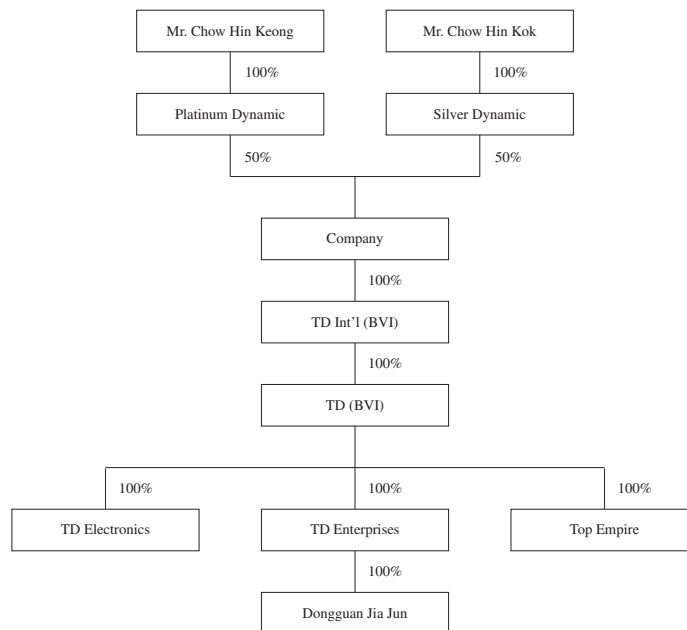 Mr. Chow Hin Keong
Mr. Chow Hin Kok
100%
100%
Platinum Dynamic
Silver Dynamic
50%
50%
Company
100%
TD Int’l (BVI)
100%
TD (BVI)
100%
100%
100%
TD Electronics
TD Enterprises
Top Empire
100%
Dongguan Jia Jun